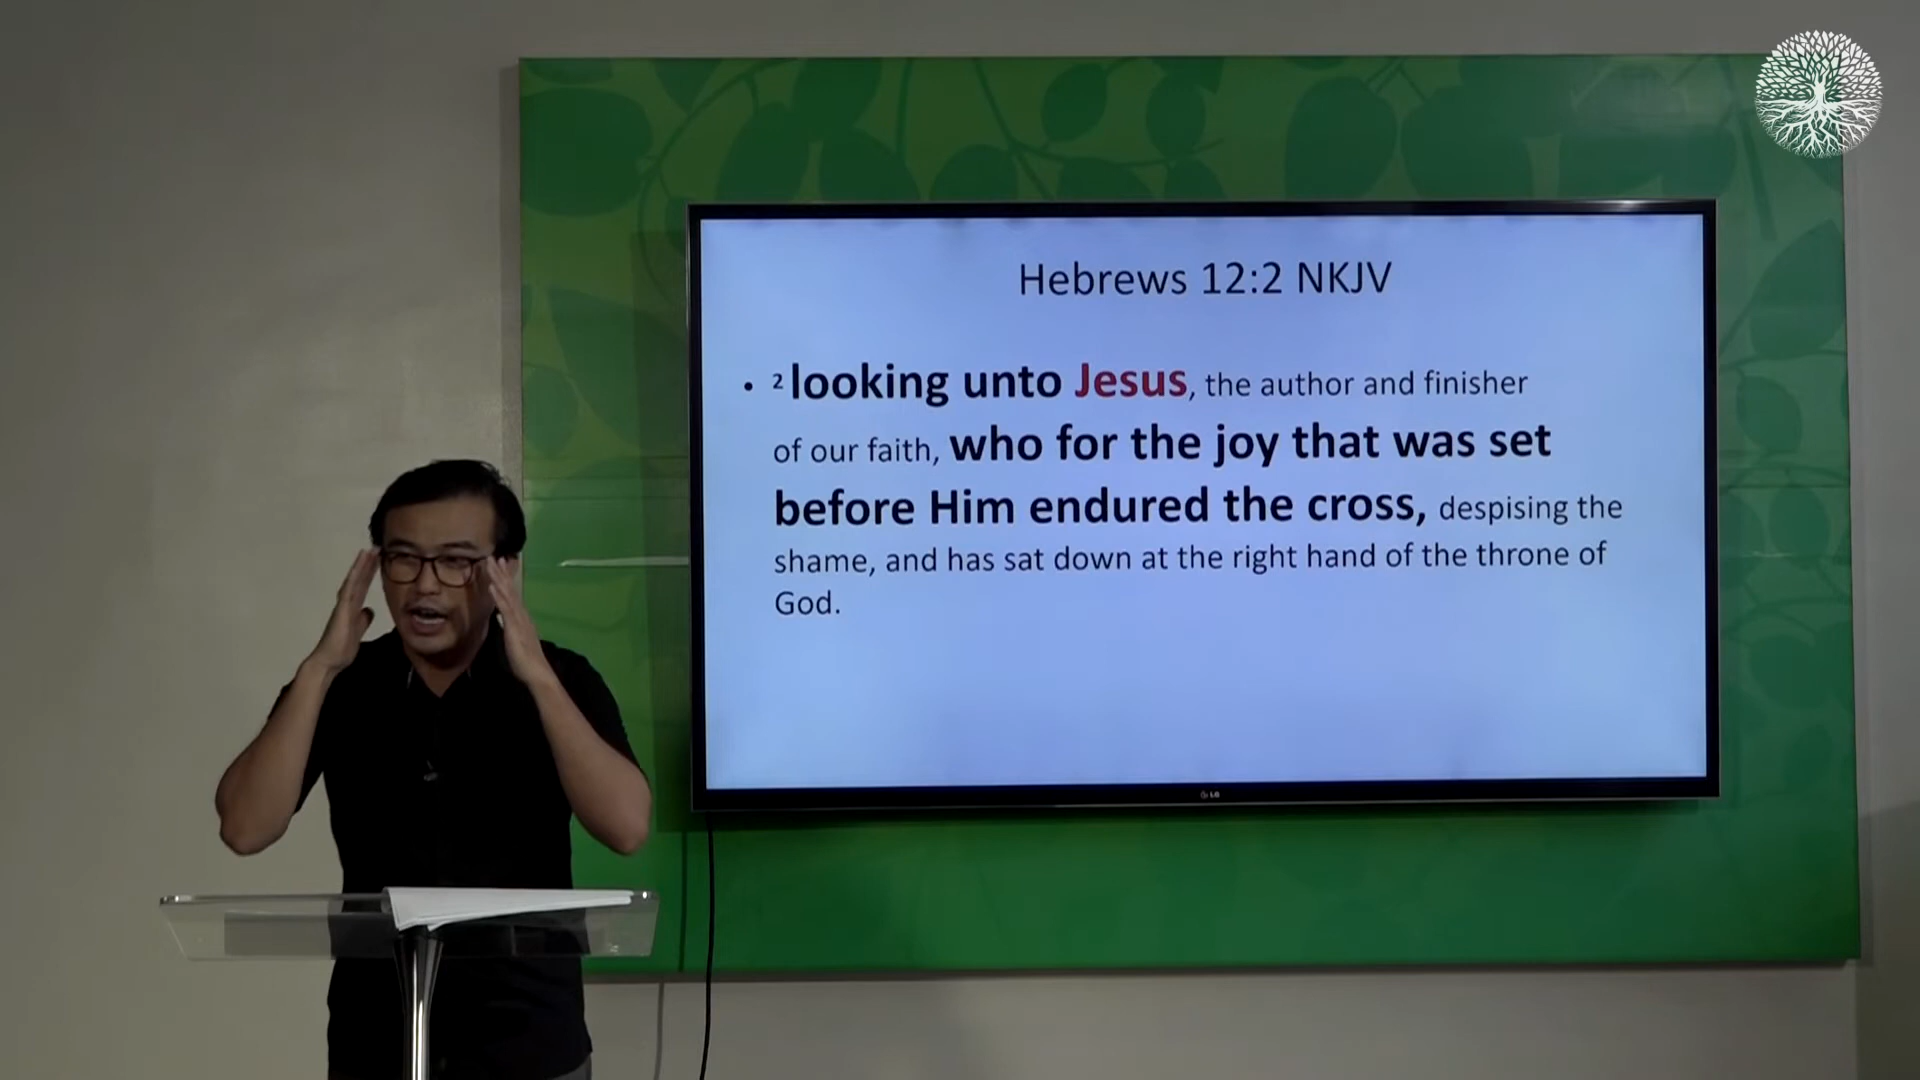 Hebrews 12:2 NKJV
• ² looking unto Jesus, the author and finisher
of our faith, who for the joy that was set
before Him endured the cross, despising the
shame, and has sat down at the right hand of the throne of
God.
LG